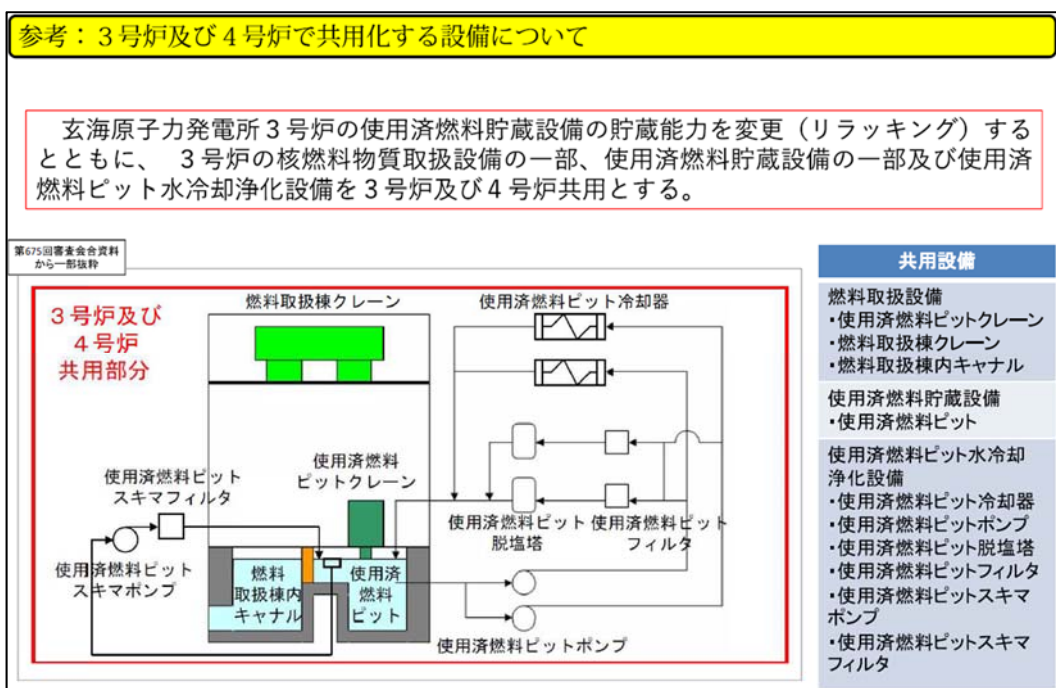 参考：３号炉及び４号炉で共用化する設備について
玄海原子力発電所３号炉の使用済燃料貯蔵設備の貯蔵能力を変更（リラッキング）する
とともに、　３号炉の核燃料物質取扱設備の一部、使用済燃料貯蔵設備の一部及び使用済
燃料ピット水冷却浄化設備を３号炉及び４号炉共用とする。
第675回審査会合資料
から一部抜粋
３号炉及び
４号炉
共用部分
燃料取扱棟クレーン
使用済燃料ピット冷却器
使用済燃料ピット
スキマフィルタ
使用済燃料
ピットクレーン
使用済燃料ピット
脱塩塔
使用済燃料ピット
フィルタ
使用済燃料ピット
スキマポンプ
燃料
取扱棟内
キャナル
使用済
燃料
ピット
使用済燃料ピットポンプ
共用設備
燃料取扱設備
・使用済燃料ピットクレーン
・燃料取扱棟クレーン
・燃料取扱棟内キャナル
使用済燃料貯蔵設備
・使用済燃料ピット
使用済燃料ピット水冷却
浄化設備
・使用済燃料ピット冷却器
・使用済燃料ピットポンプ
・使用済燃料ピット脱塩塔
・使用済燃料ピットフィルタ
・使用済燃料ピットスキマ
ポンプ
・使用済燃料ピットスキマ
フィルタ